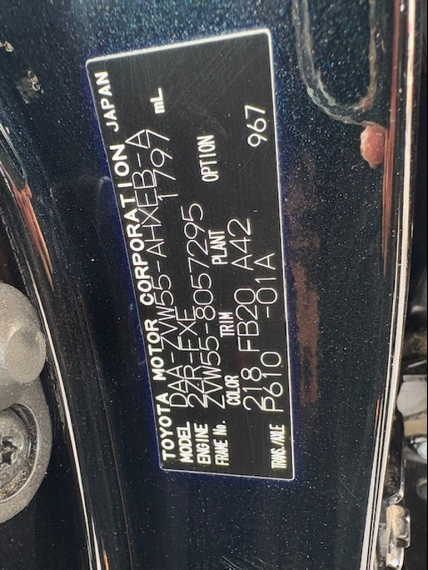 TOYOTA MOTOR CORPORATION JAPAN
MODEL DAA-ZVW55-AHXEB-A
ENGINE 2ZR-FXE 1797 mL
FRAME No. ZVW55-8057295
COLOR TRIM PLANT OPTION
218 FB20 A42 967
TRANS./AXLE P610 -01A